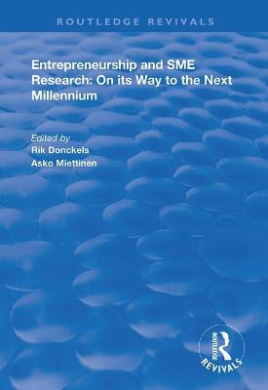 ROUTLEDGE REVIVALS
Entrepreneurship and SME
Research: On its Way to the Next
Millennium
Edited by
Rik Donckels
Asko Miettinen
ROUTLEDGE
REVIVALS